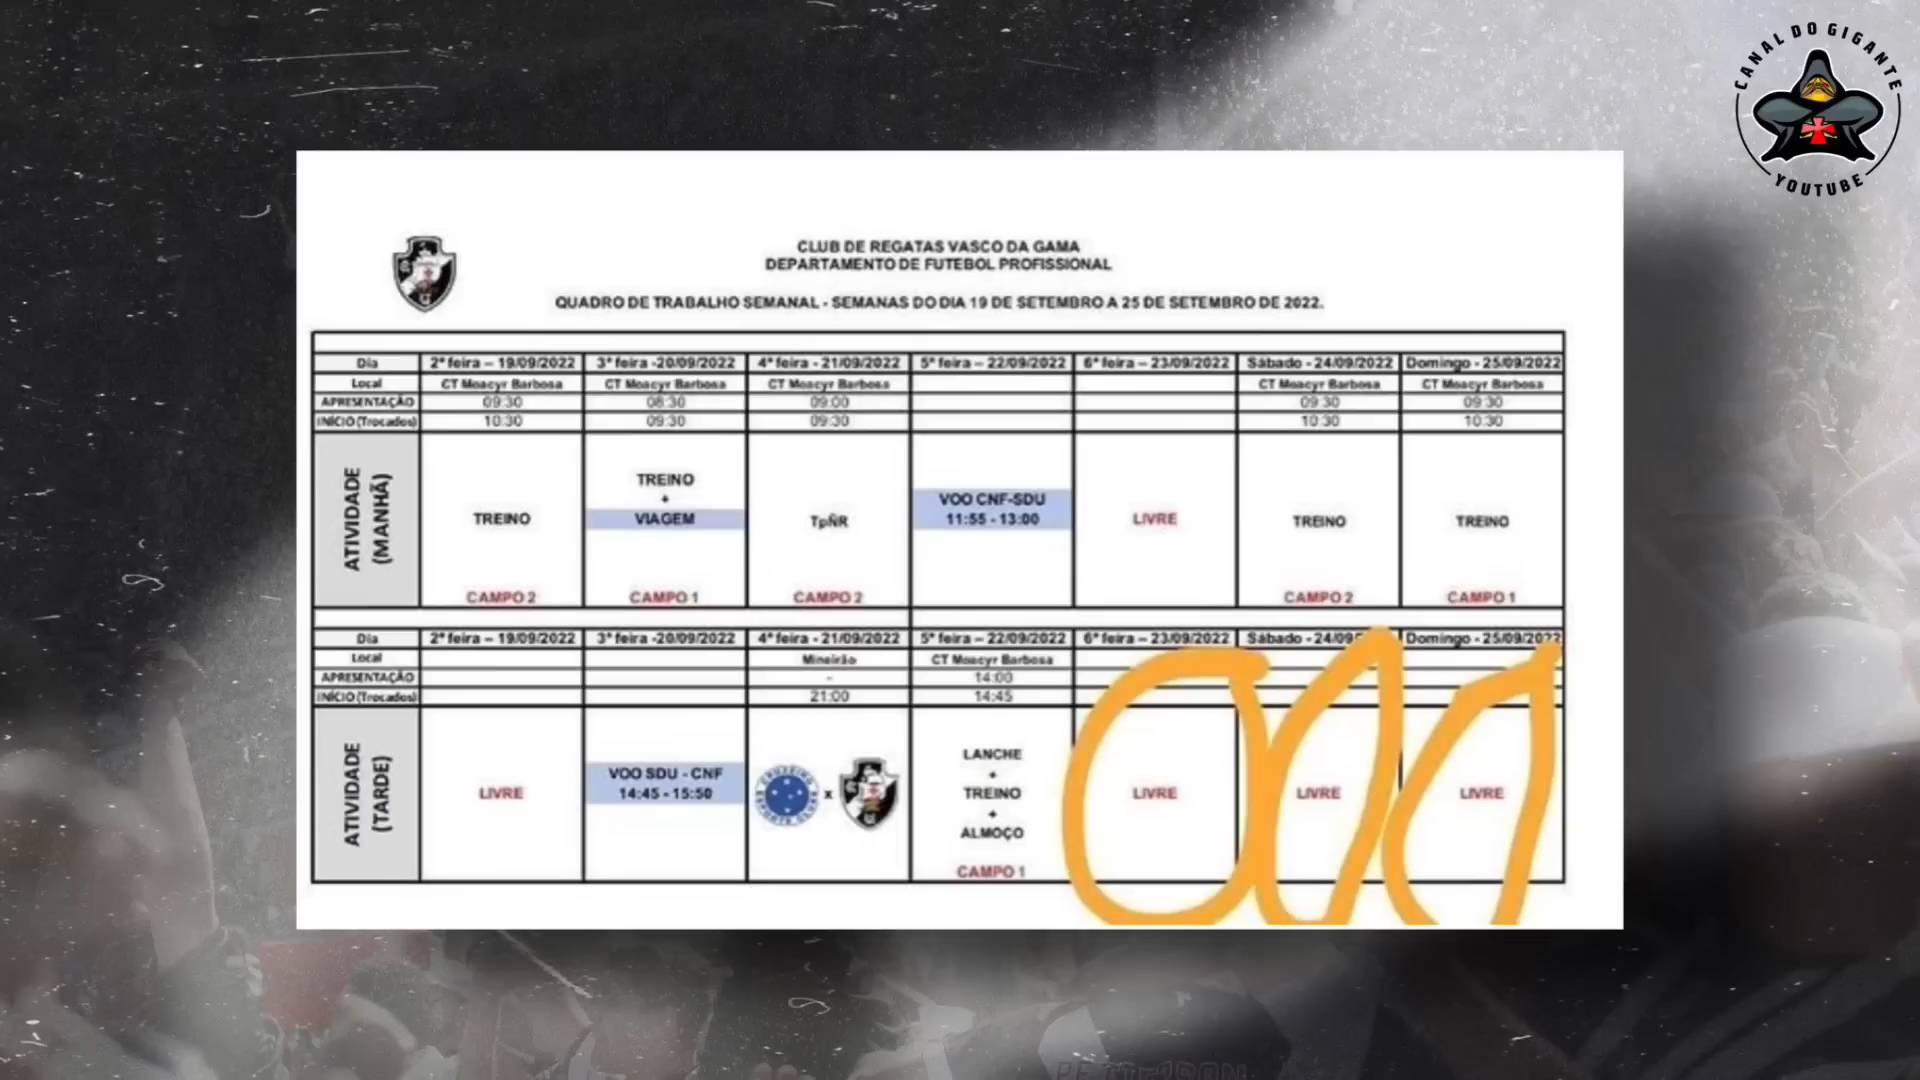 CANAL DO GIGANTE
YOUTUBE
CLUB DE REGATAS VASCO DA GAMA
DEPARTAMENTO DE FUTEBOL PROFISSIONAL
QUADRO DE TRABALHO SEMANAL - SEMANAS DO DIA 19 DE SETEMBRO A 25 DE SETEMBRO DE 2022.
Dia 2ª feira – 19/09/2022 3ª feira -20/09/2022 4ª feira - 21/09/2022 5ª feira – 22/09/2022 6ª feira – 23/09/2022 Sábado - 24/09/2022 Domingo - 25/09/2022
Local CT Moacyr Barbosa CT Moacyr Barbosa CT Moacyr Barbosa CT Moacyr Barbosa CT Moacyr Barbosa
APRESENTAÇÃO 09:30 08:30 09:00 09:30 09:30
INÍCIO (Trocados) 10:30 09:30 09:30 10:30 10:30
ATIVIDADE
(MANHÃ)
TREINO
TREINO
+
VIAGEM
TpÑR
VOO CNF-SDU
11:55 - 13:00
LIVRE
TREINO
TREINO
CAMPO 2 CAMPO 1 CAMPO 2 CAMPO 2 CAMPO 1
Dia 2ª feira – 19/09/2022 3ª feira -20/09/2022 4ª feira - 21/09/2022 5ª feira – 22/09/2022 6ª feira – 23/09/2022 Sábado - 24/09 Domingo - 25/09/2022
Local Mineirão CT Moacyr Barbosa
APRESENTAÇÃO - 14:00
INÍCIO (Trocados) 21:00 14:45
ATIVIDADE
(TARDE)
LIVRE
VOO SDU - CNF
14:45 - 15:50
CRUZEIRO ESPORTE CLUBE
x
LANCHE
+
TREINO
+
ALMOÇO
CAMPO 1
LIVRE
LIVRE
LIVRE